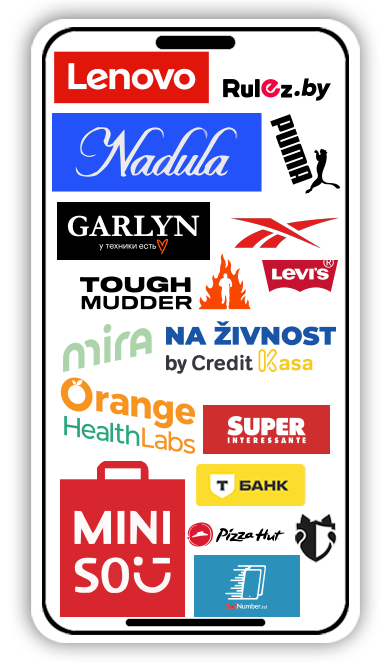 Lenovo
Rulez.by
Nadula
PUMA
GARLYN
у техники есть
TOUGH
MUDDER
LEVI'S
®
mira
NA ŽIVNOST
by Credit Kasa
Orange
HealthLabs
SUPER
INTERESSANTE
Т БАНК
MINI
SO
Pizza Hut
Number